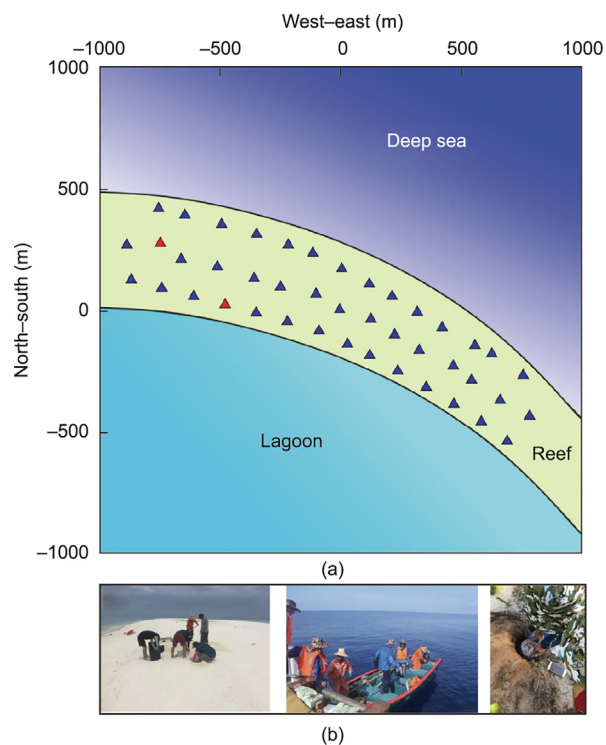 West–east (m)
–1000 –500 0 500 1000
1000
500
0
–500
–1000
North–south (m)
Deep sea
Lagoon
Reef
(a)
(b)